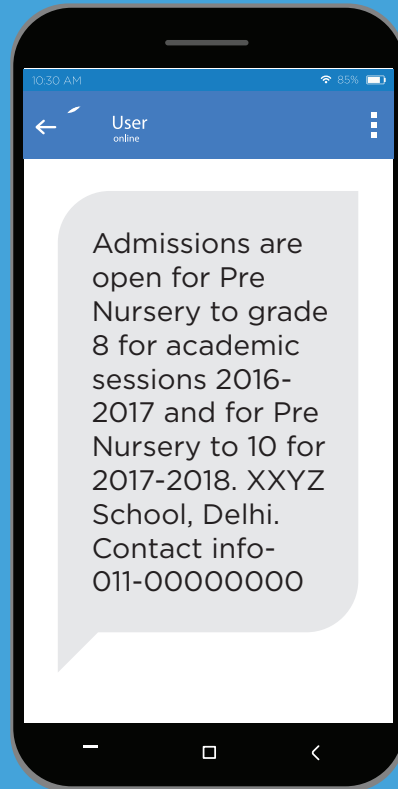 10:30 AM 85%
User
online
Admissions are
open for Pre
Nursery to grade
8 for academic
sessions 2016-
2017 and for Pre
Nursery to 10 for
2017-2018. XXYZ
School, Delhi.
Contact info-
011-00000000